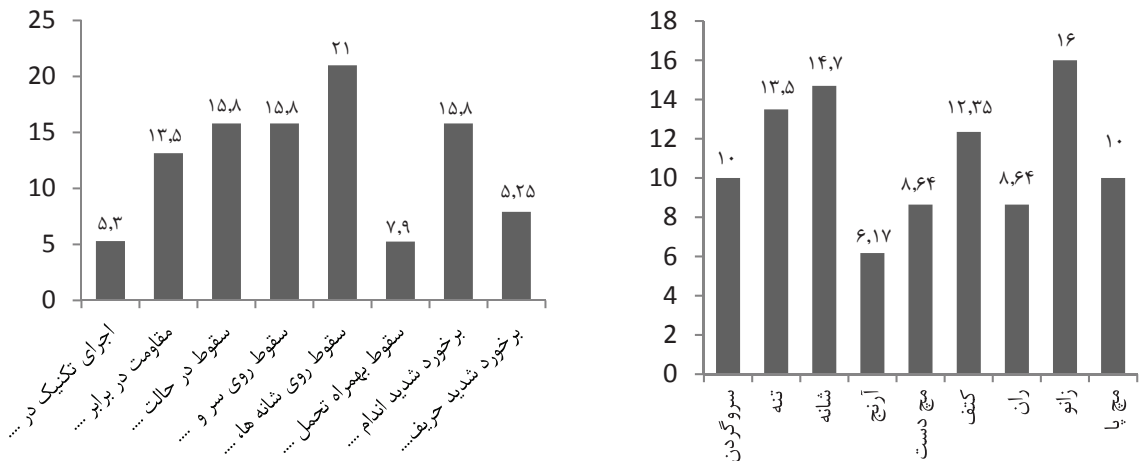 25
20
15
10
5
0
۵,۳
۱۳,۵
۱۵,۸
۱۵,۸
۲۱
۷,۹
۱۵,۸
۵,۲۵
اجرای تکنیک در ....
مقاومت در برابر ....
سقوط در حالت ....
سقوط روی سر و ....
سقوط روی شانه ها، ....
سقوط بهمراه تحمل ....
برخورد شدید اندام ....
برخورد شدید حریف....
18
16
14
12
10
8
6
4
2
0
۱۰
۱۳,۵
۱۴,۷
۶,۱۷
۸,۶۴
۱۲,۳۵
۸,۶۴
۱۶
۱۰
سروگردن
تنه
شانه
آرنج
مچ دست
کتف
ران
زانو
مچ پا